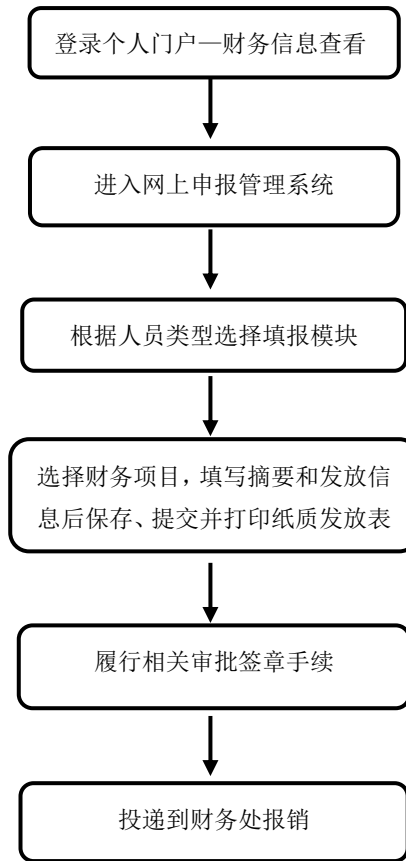 登录个人门户—财务信息查看
进入网上申报管理系统
根据人员类型选择填报模块
选择财务项目，填写摘要和发放信
息后保存、提交并打印纸质发放表
履行相关审批签章手续
投递到财务处报销